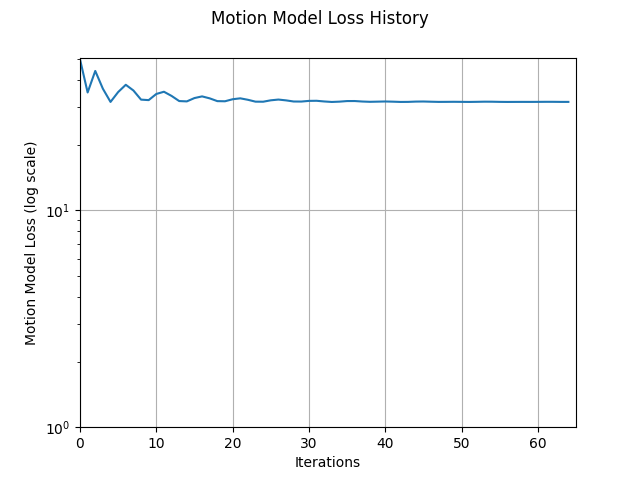 Motion Model Loss History
Motion Model Loss (log scale)
10¹
10⁰
0 10 20 30 40 50 60
Iterations